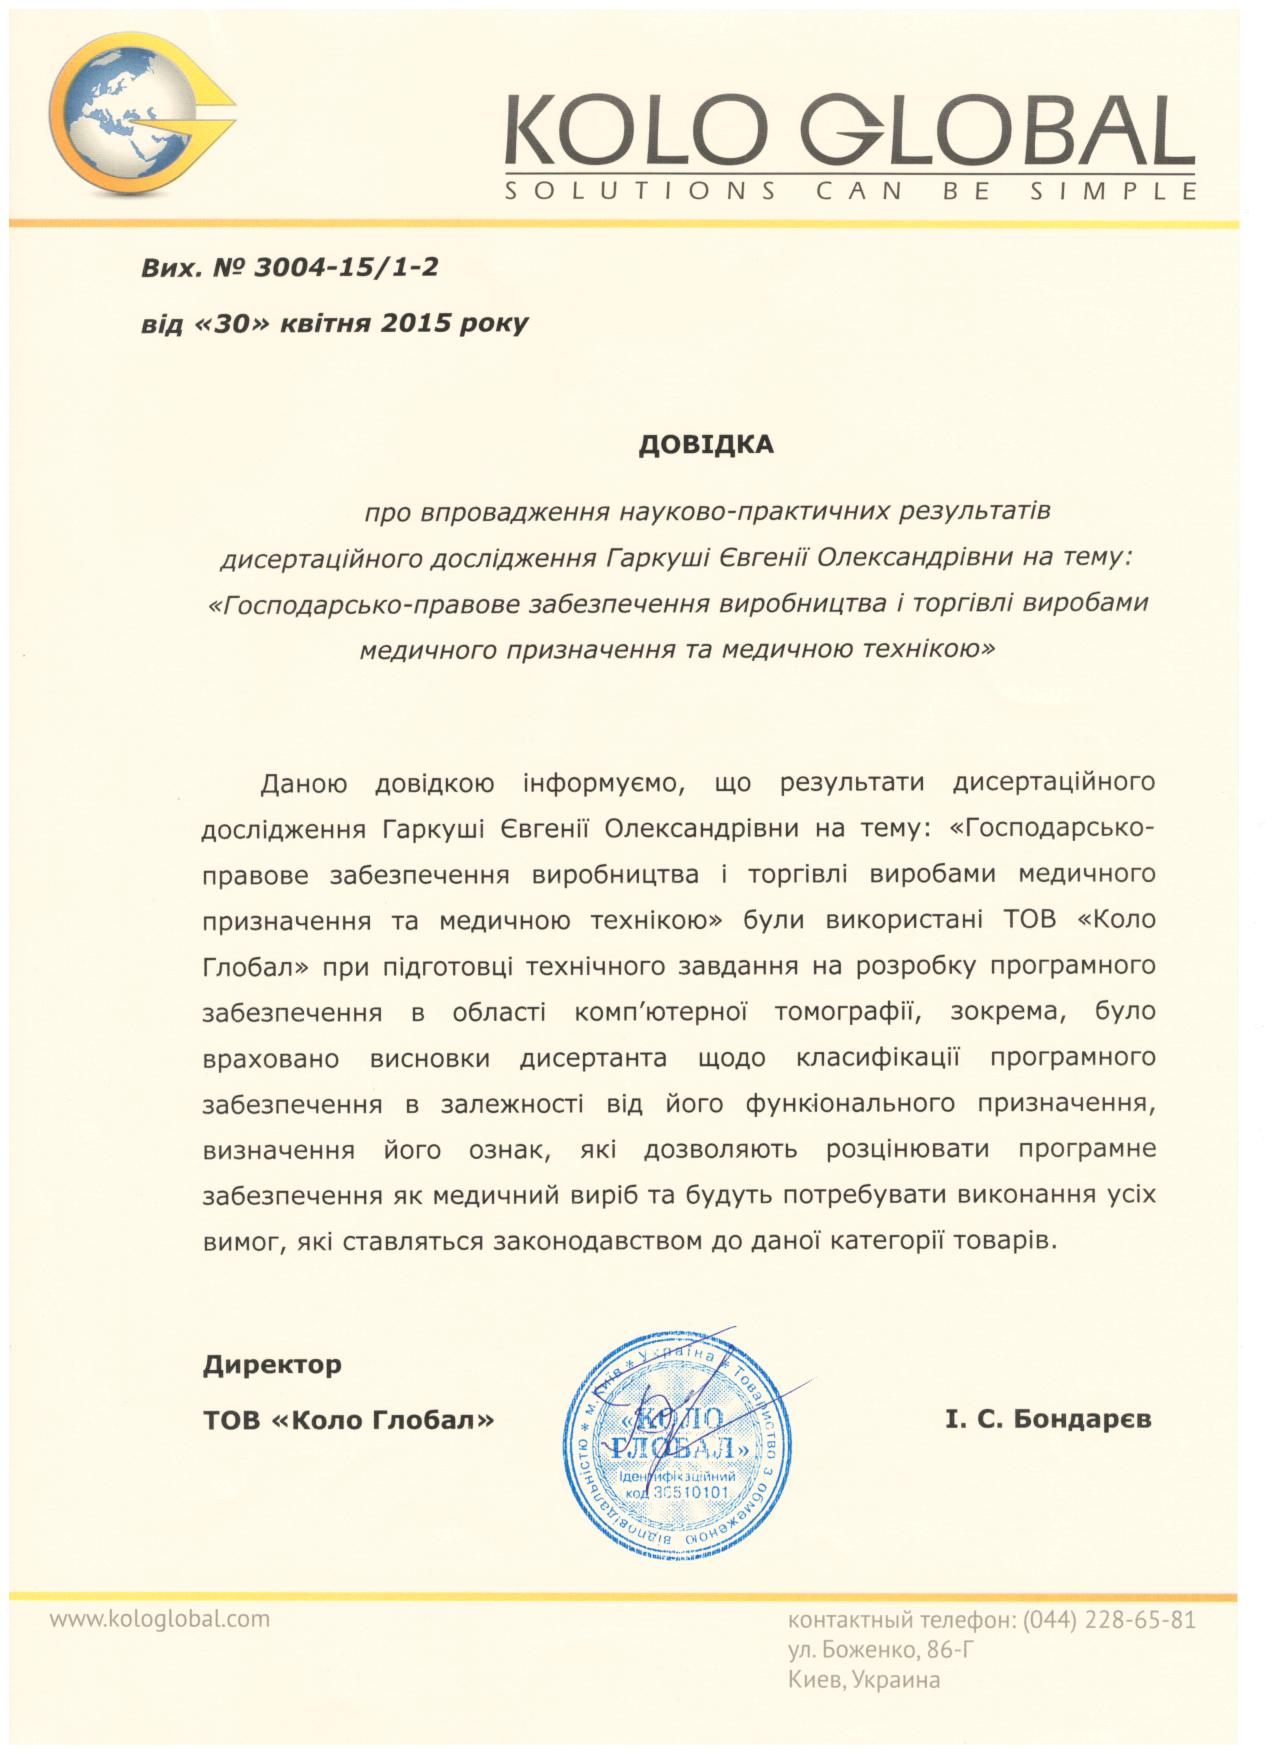 KOLO GLOBAL
SOLUTIONS CAN BE SIMPLE
Вих. № 3004-15/1-2
від «30» квітня 2015 року
ДОВІДКА
про впровадження науково-практичних результатів
дисертаційного дослідження Гаркуші Євгенії Олександрівни на тему:
«Господарсько-правове забезпечення виробництва і торгівлі виробами
медичного призначення та медичною технікою»
Даною довідкою інформуємо, що результати дисертаційного
дослідження Гаркуші Євгенії Олександрівни на тему: «Господарсько-
правове забезпечення виробництва і торгівлі виробами медичного
призначення та медичною технікою» були використані ТОВ «Коло
Глобал» при підготовці технічного завдання на розробку програмного
забезпечення в області комп’ютерної томографії, зокрема, було
враховано висновки дисертанта щодо класифікації програмного
забезпечення в залежності від його функіонального призначення,
визначення його ознак, які дозволяють розцінювати програмне
забезпечення як медичний виріб та будуть потребувати виконання усіх
вимог, які ставляться законодавством до даної категорії товарів.
Директор
ТОВ «Коло Глобал»
І. С. Бондарєв
м. Київ * Україна * Товариство з обмеженою відповідальністю *
«КОЛО
ГЛОБАЛ»
Ідентифікаційний
код
www.kologlobal.com
контактный телефон: (044) 228-65-81
ул. Боженко, 86-Г
Киев, Украина